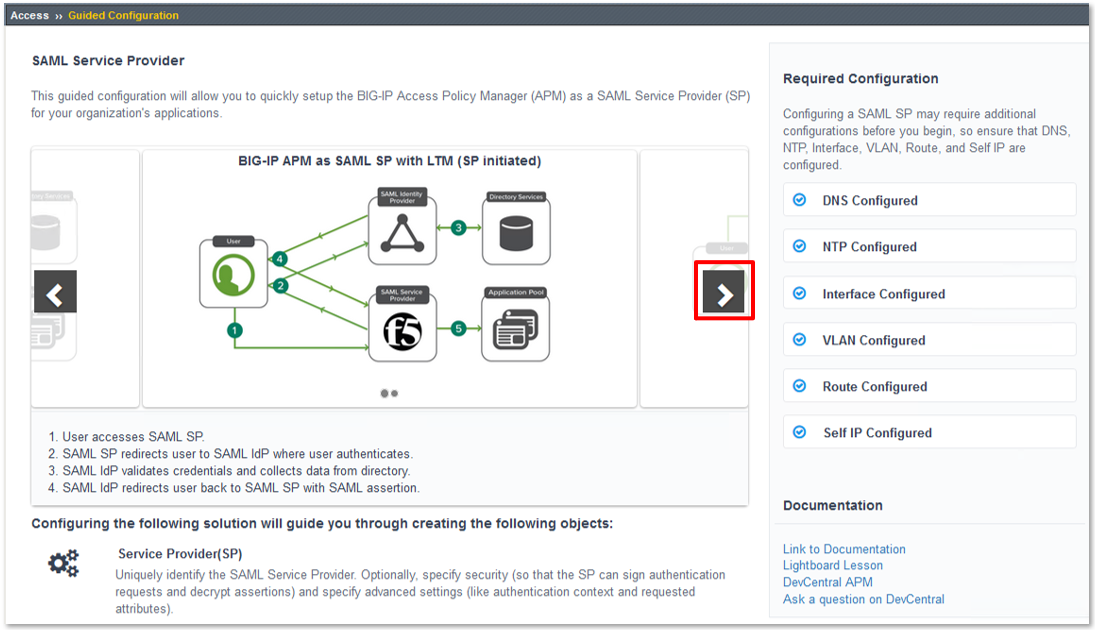 Access ›› Guided Configuration
SAML Service Provider
This guided configuration will allow you to quickly setup the BIG-IP Access Policy Manager (APM) as a SAML Service Provider (SP)
for your organization's applications.
BIG-IP APM as SAML SP with LTM (SP initiated)
SAML Identity
Provider
Directory Services
3
User
4
2
SAML Service
Provider
Application Pool
f5
1
5
User
1. User accesses SAML SP.
2. SAML SP redirects user to SAML IdP where user authenticates.
3. SAML IdP validates credentials and collects data from directory.
4. SAML IdP redirects user back to SAML SP with SAML assertion.
Configuring the following solution will guide you through creating the following objects:
Service Provider(SP)
Uniquely identify the SAML Service Provider. Optionally, specify security (so that the SP can sign authentication
requests and decrypt assertions) and specify advanced settings (like authentication context and requested
attributes).
Required Configuration
Configuring a SAML SP may require additional
configurations before you begin, so ensure that DNS,
NTP, Interface, VLAN, Route, and Self IP are
configured.
DNS Configured
NTP Configured
Interface Configured
VLAN Configured
Route Configured
Self IP Configured
Documentation
Link to Documentation
Lightboard Lesson
DevCentral APM
Ask a question on DevCentral